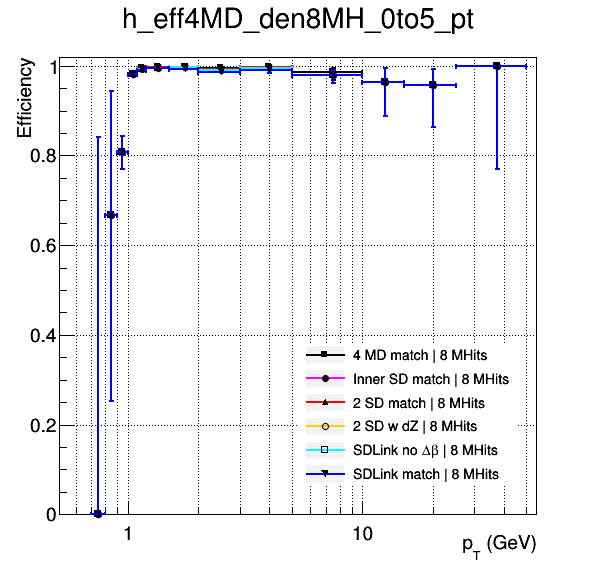 h_eff4MD_den8MH_0to5_pt
Efficiency
1
0.8
0.6
0.4
0.2
0
4 MD match | 8 MHits
Inner SD match | 8 MHits
2 SD match | 8 MHits
2 SD w dZ | 8 MHits
SDLink no Δβ | 8 MHits
SDLink match | 8 MHits
1
10
p_T (GeV)